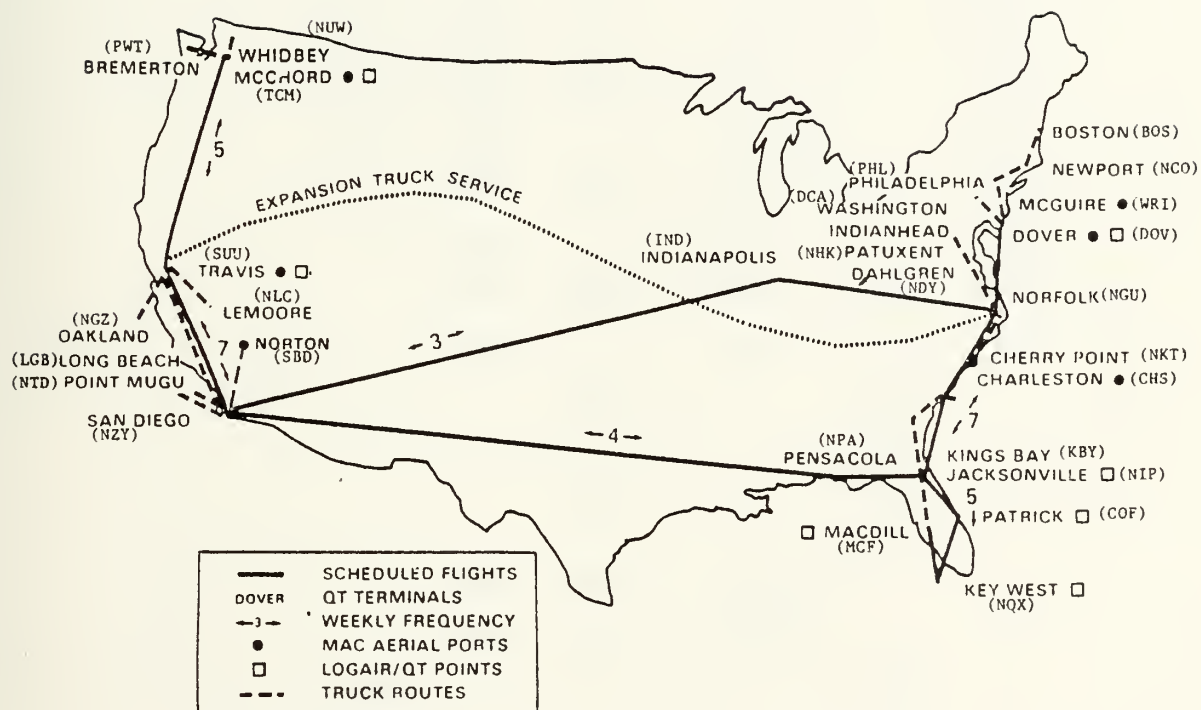 (NUW)
(PWT)
BREMERTON
WHIDBEY
MCCHORD ● □
(TCM)
5
EXPANSION TRUCK SERVICE
(SUU)
TRAVIS ● □
(NLC)
LEMOORE
(NGZ)
OAKLAND
7
NORTON
(SBD)
(LGB) LONG BEACH
(NTD) POINT MUGU
SAN DIEGO
(NZY)
←3→
←4→
(IND)
INDIANAPOLIS
BOSTON (BOS)
NEWPORT (NCO)
(PHL)
PHILADELPHIA
(DCA)
WASHINGTON
INDIANHEAD
(NHK) PATUXENT
DAHLGREN
(NDY)
MCGUIRE ● (WRI)
DOVER ● □ (DOV)
NORFOLK (NGU)
CHERRY POINT (NKT)
CHARLESTON ● (CHS)
7
(NPA)
PENSACOLA
KINGS BAY (KBY)
JACKSONVILLE □ (NIP)
5
PATRICK □ (COF)
□ MACDILL
(MCF)
KEY WEST □
(NQX)
SCHEDULED FLIGHTS
DOVER QT TERMINALS
←3→ WEEKLY FREQUENCY
● MAC AERIAL PORTS
□ LOGAIR/QT POINTS
TRUCK ROUTES